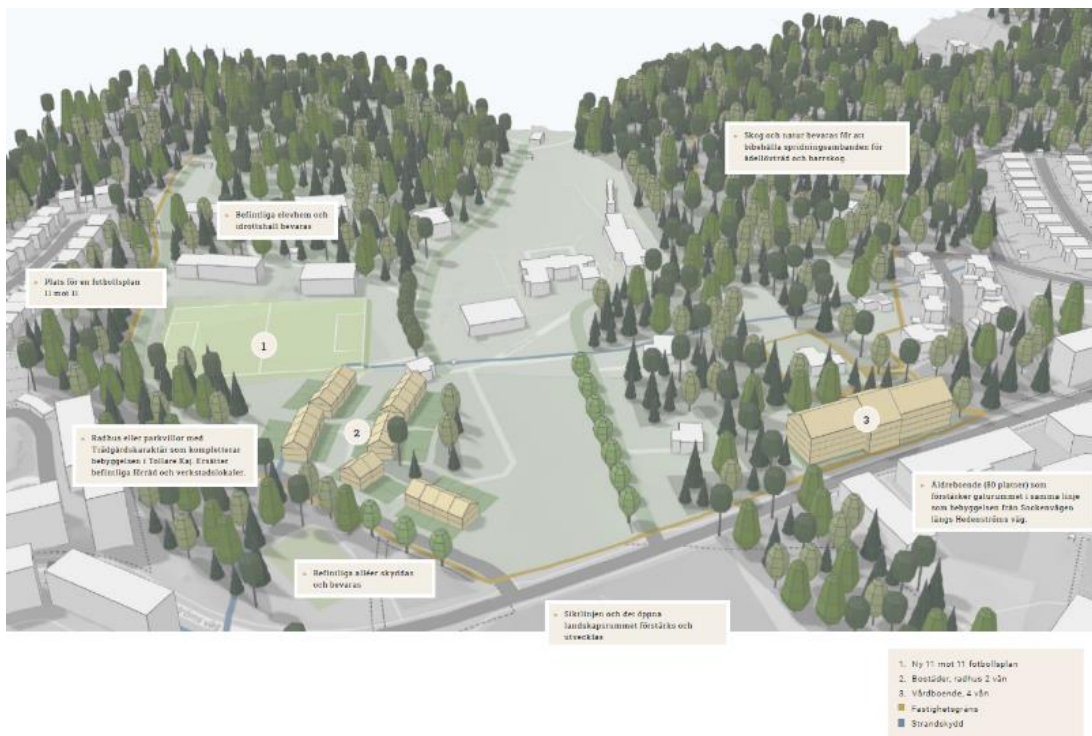 Skog och natur bevaras för att
bibehålla spridningsambanden för
ädellövträd och barrskog.
Befintliga elevhem och
idrottshall bevaras
Plats för en fotbollsplan
11 mot 11
1
2
3
Radhus eller parkvillor med
Trädgårdskaraktär som kompletterar
bebyggelsen i Tollare Kaj. Ersätter
befintliga förråd och verkstadslokaler.
Äldreboende (80 platser) som
förstärker gaturummet i samma linje
som bebyggelsen från Sockenvägen
längs Hedenströms väg.
Befintliga alléer skyddas
och bevaras
Siktlinjen och det öppna
landskapsrummet förstärks och
utvecklas
1. Ny 11 mot 11 fotbollsplan
2. Bostäder, radhus 2 vån
3. Vårdboende, 4 vån
Fastighetsgräns
Strandskydd